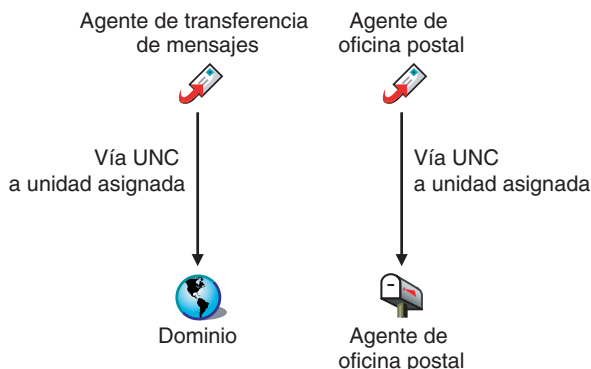 Agente de transferencia
de mensajes
Agente de
oficina postal
Vía UNC
a unidad asignada
Vía UNC
a unidad asignada
Dominio
Agente de
oficina postal